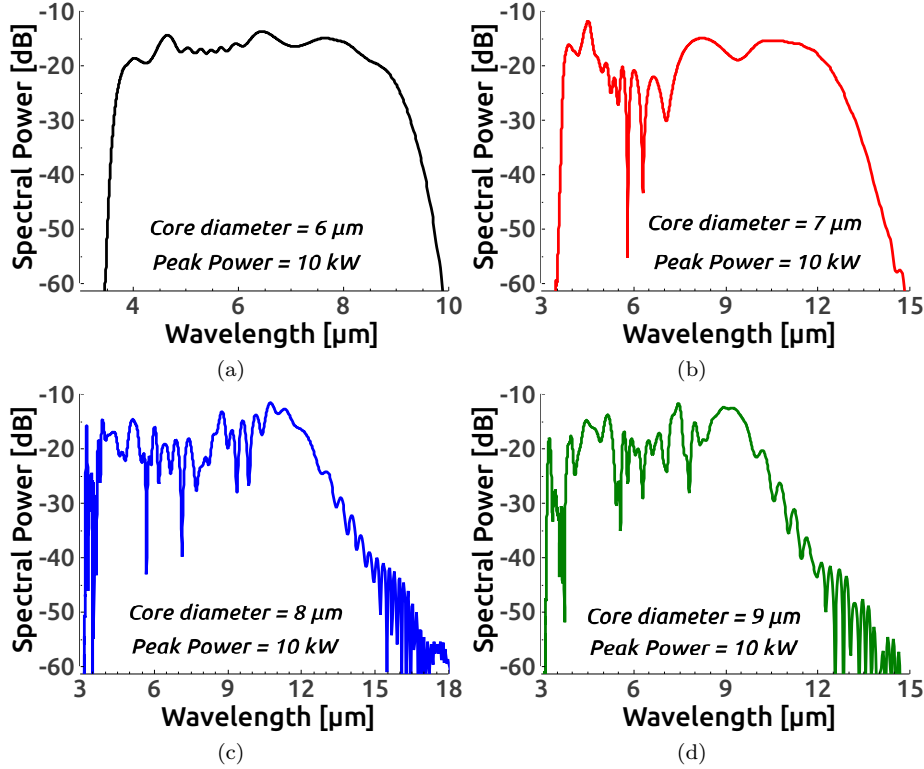 Spectral Power [dB]
-10
-20
-30
-40
-50
-60
Core diameter = 6 μm
Peak Power = 10 kW
4
6
8
10
Wavelength [μm]
(a)
Spectral Power [dB]
-10
-20
-30
-40
-50
-60
Core diameter = 7 μm
Peak Power = 10 kW
3
6
9
12
15
Wavelength [μm]
(b)
Spectral Power [dB]
-10
-20
-30
-40
-50
-60
Core diameter = 8 μm
Peak Power = 10 kW
3
6
9
12
15
18
Wavelength [μm]
(c)
Spectral Power [dB]
-10
-20
-30
-40
-50
-60
Core diameter = 9 μm
Peak Power = 10 kW
3
6
9
12
15
Wavelength [μm]
(d)